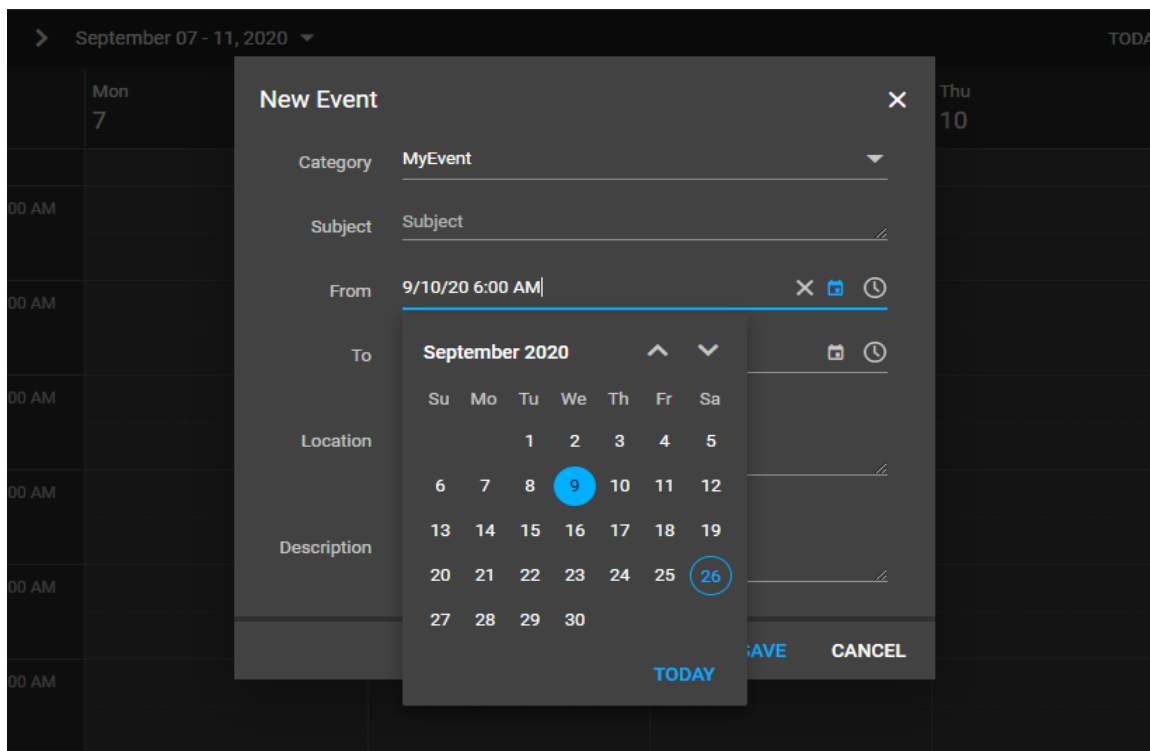 September 07 - 11, 2020
TODA
Mon
7
Thu
10
New Event
Category
MyEvent
00 AM
Subject
Subject
From
9/10/20 6:00 AM
00 AM
To
September 2020
Su Mo Tu We Th Fr Sa
1 2 3 4 5
00 AM
Location
6 7 8 9 10 11 12
00 AM
13 14 15 16 17 18 19
Description
20 21 22 23 24 25 26
00 AM
27 28 29 30
AVE
CANCEL
TODAY
00 AM